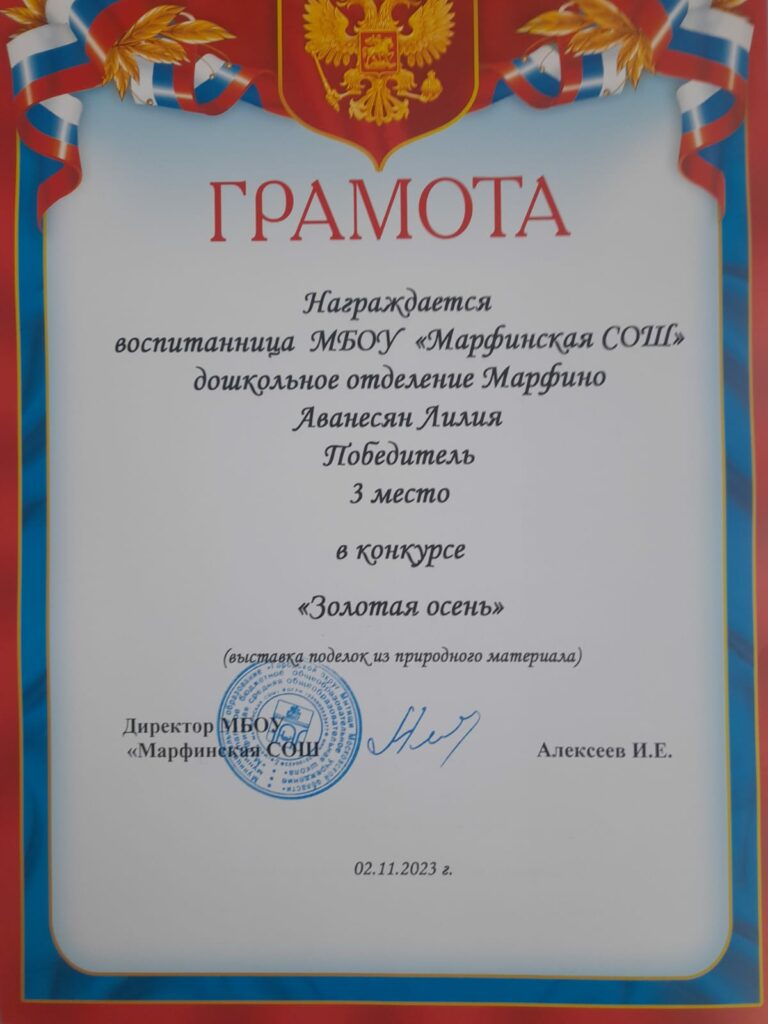 ГРАМОТА
Награждается
воспитанница МБОУ «Марфинская СОШ»
дошкольное отделение Марфино
Аванесян Лилия
Победитель
3 место
в конкурсе
«Золотая осень»
(выставка поделок из природного материала)
Директор МБОУ
«Марфинская СОШ
Алексеев И.Е.
02.11.2023 г.